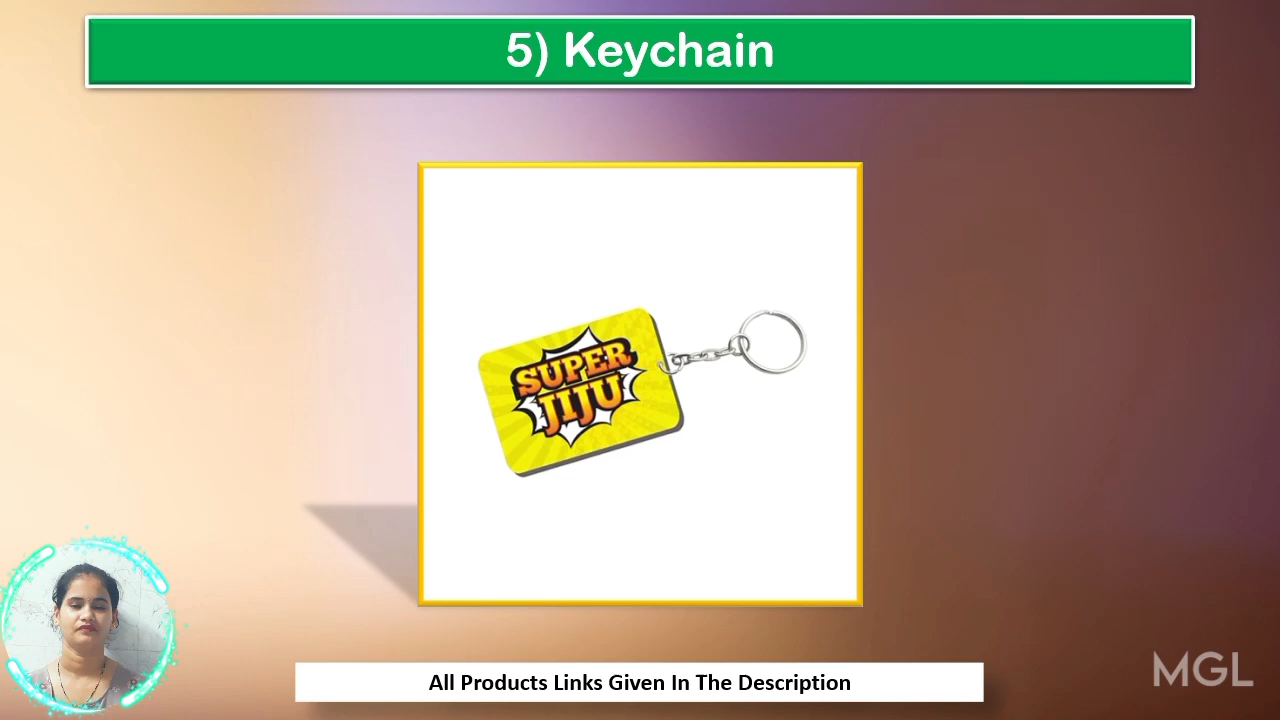 5) Keychain
SUPER
JIJU
All Products Links Given In The Description
MGL